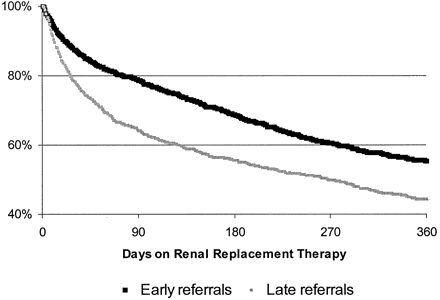 100%
80%
60%
40%
0 90 180 270 360
Days on Renal Replacement Therapy
Early referrals Late referrals